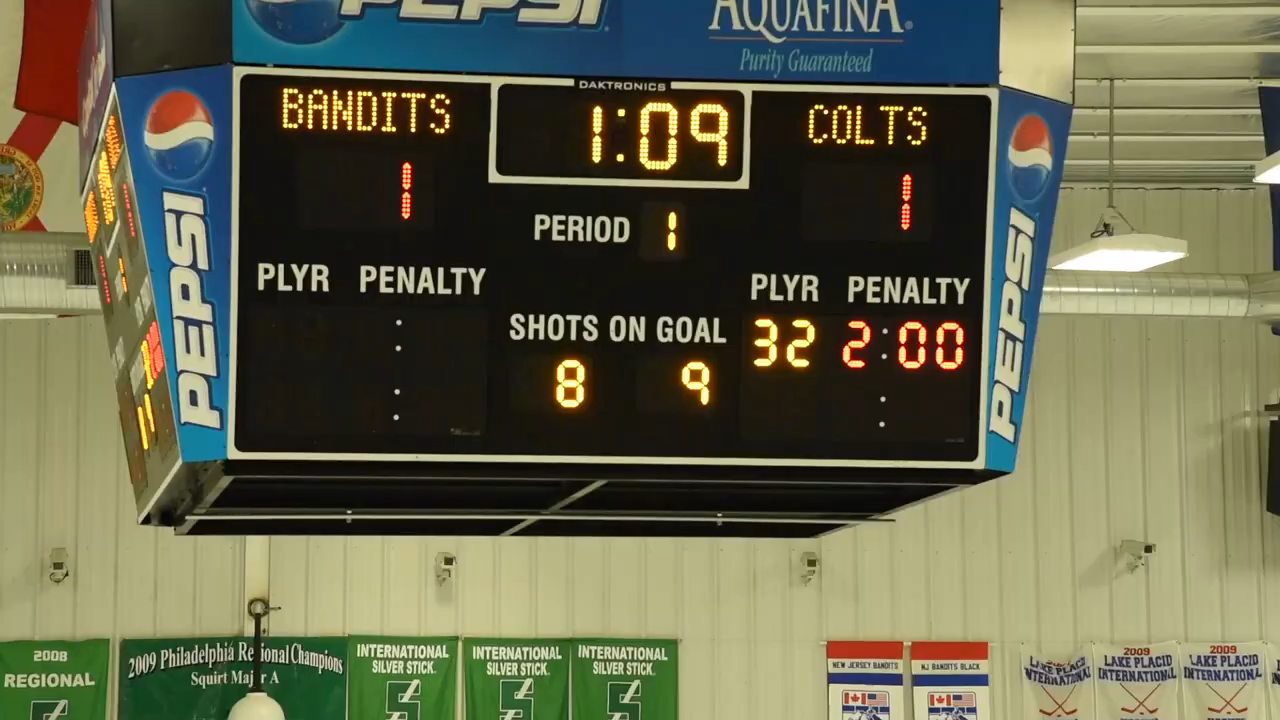 PEPSI
AQUAFINA
Purity Guaranteed
DAKTRONICS
BANDITS
1:09
COLTS
1
1
PERIOD 1
PLYR PENALTY
PLYR PENALTY
SHOTS ON GOAL
32 2:00
8 9
PEPSI
PEPSI
2008
REGIONAL
2009 Philadelphia Regional Champions
Squirt Major A
INTERNATIONAL
SILVER STICK.
INTERNATIONAL
SILVER STICK.
INTERNATIONAL
SILVER STICK.
NEW JERSEY BANDITS
NJ BANDITS BLACK
LAKE PLACID
INTERNATIONAL
2009
LAKE PLACID
INTERNATIONAL
2009
LAKE PLACID
INTERNATIONAL